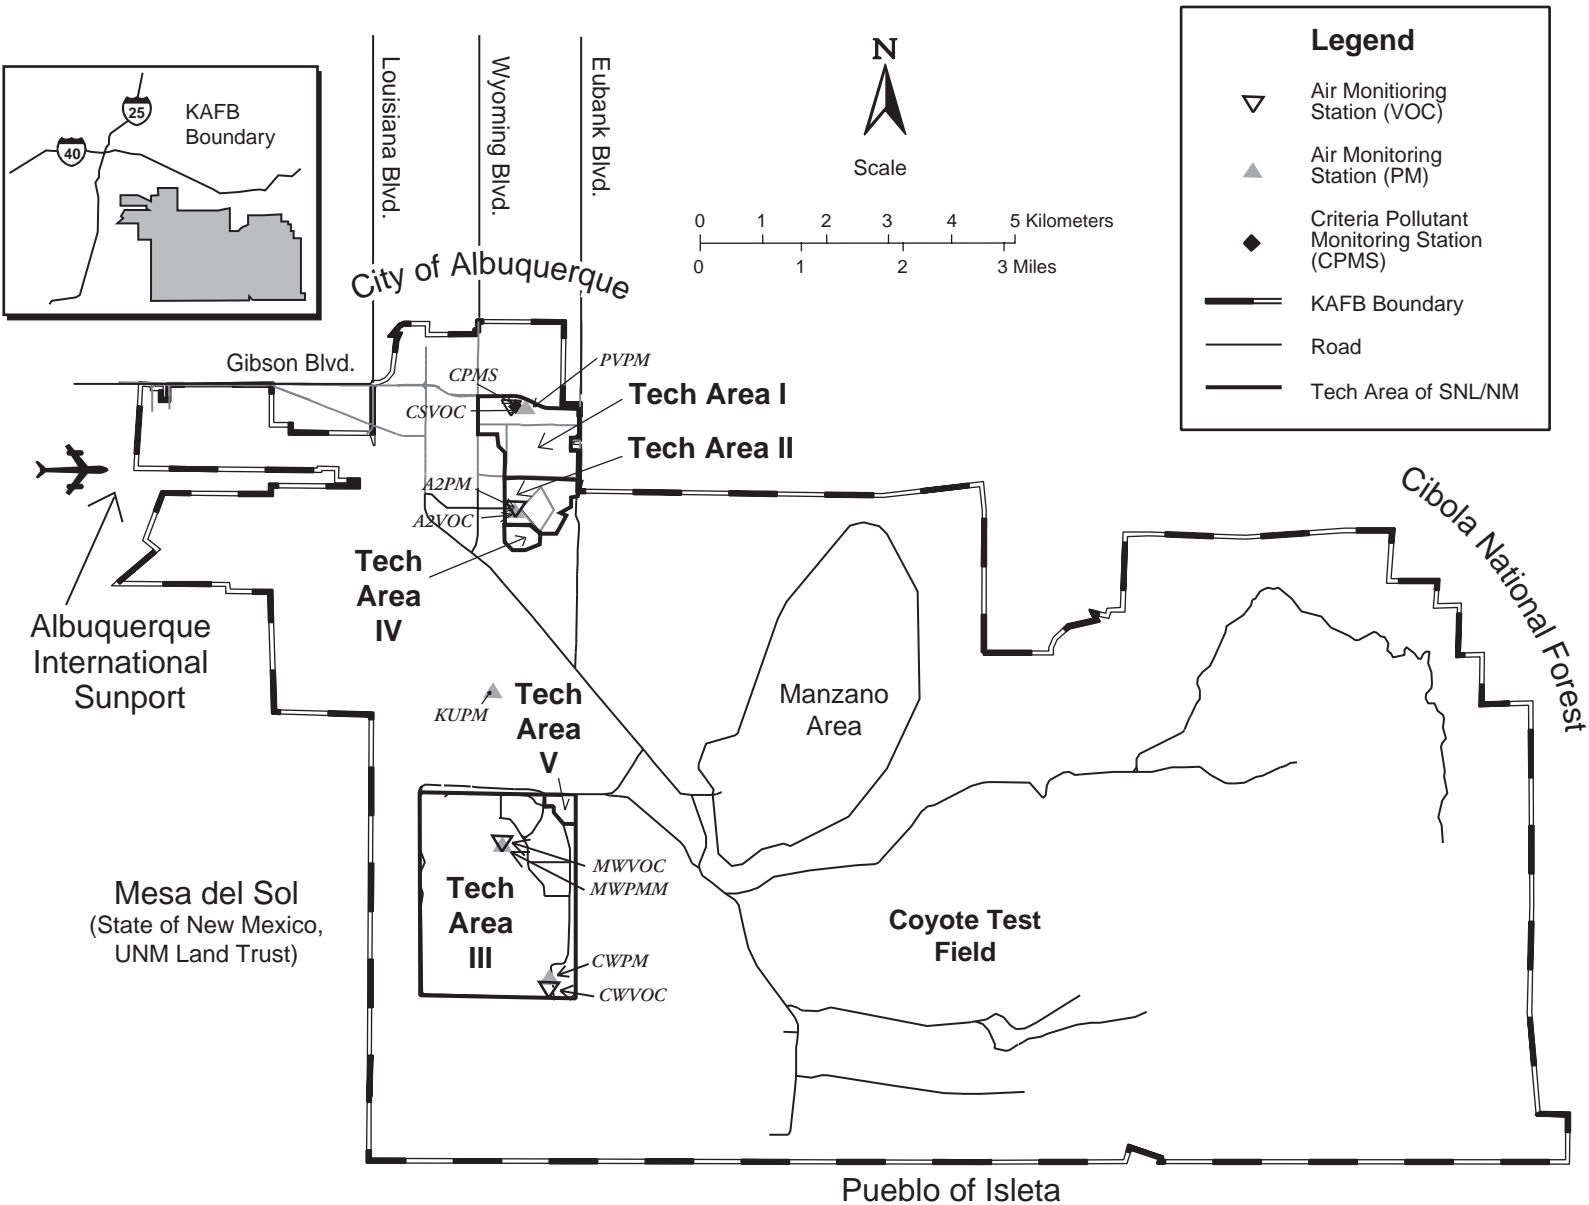 N
Scale
0 1 2 3 4 5 Kilometers
0 1 2 3 Miles
Legend
Air Monitioring
Station (VOC)
Air Monitoring
Station (PM)
Criteria Pollutant
Monitoring Station
(CPMS)
KAFB Boundary
Road
Tech Area of SNL/NM
25
40
KAFB
Boundary
Louisiana Blvd.
Wyoming Blvd.
Eubank Blvd.
City of Albuquerque
Gibson Blvd.
PVPM
CPMS
CSVOC
Tech Area I
Tech Area II
A2PM
A2VOC
Tech
Area
IV
Albuquerque
International
Sunport
Cibola National Forest
KUPM
Tech
Area
V
Manzano
Area
MWVOC
MWPMM
Tech
Area
III
Mesa del Sol
(State of New Mexico,
UNM Land Trust)
Coyote Test
Field
CWPM
CWVOC
Pueblo of Isleta